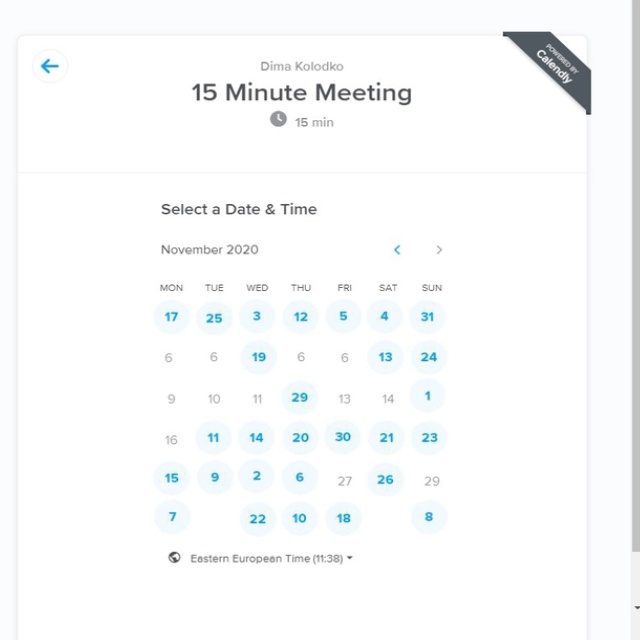 Dima Kolodko
15 Minute Meeting
15 min
POWERED BY
Calendly
Select a Date & Time
November 2020
MON TUE WED THU FRI SAT SUN
17 25 3 12 5 4 31
6 6 19 6 6 13 24
9 10 11 29 13 14 1
16 11 14 20 30 21 23
15 9 2 6 27 26 29
7 22 10 18 8
Eastern European Time (11:38)